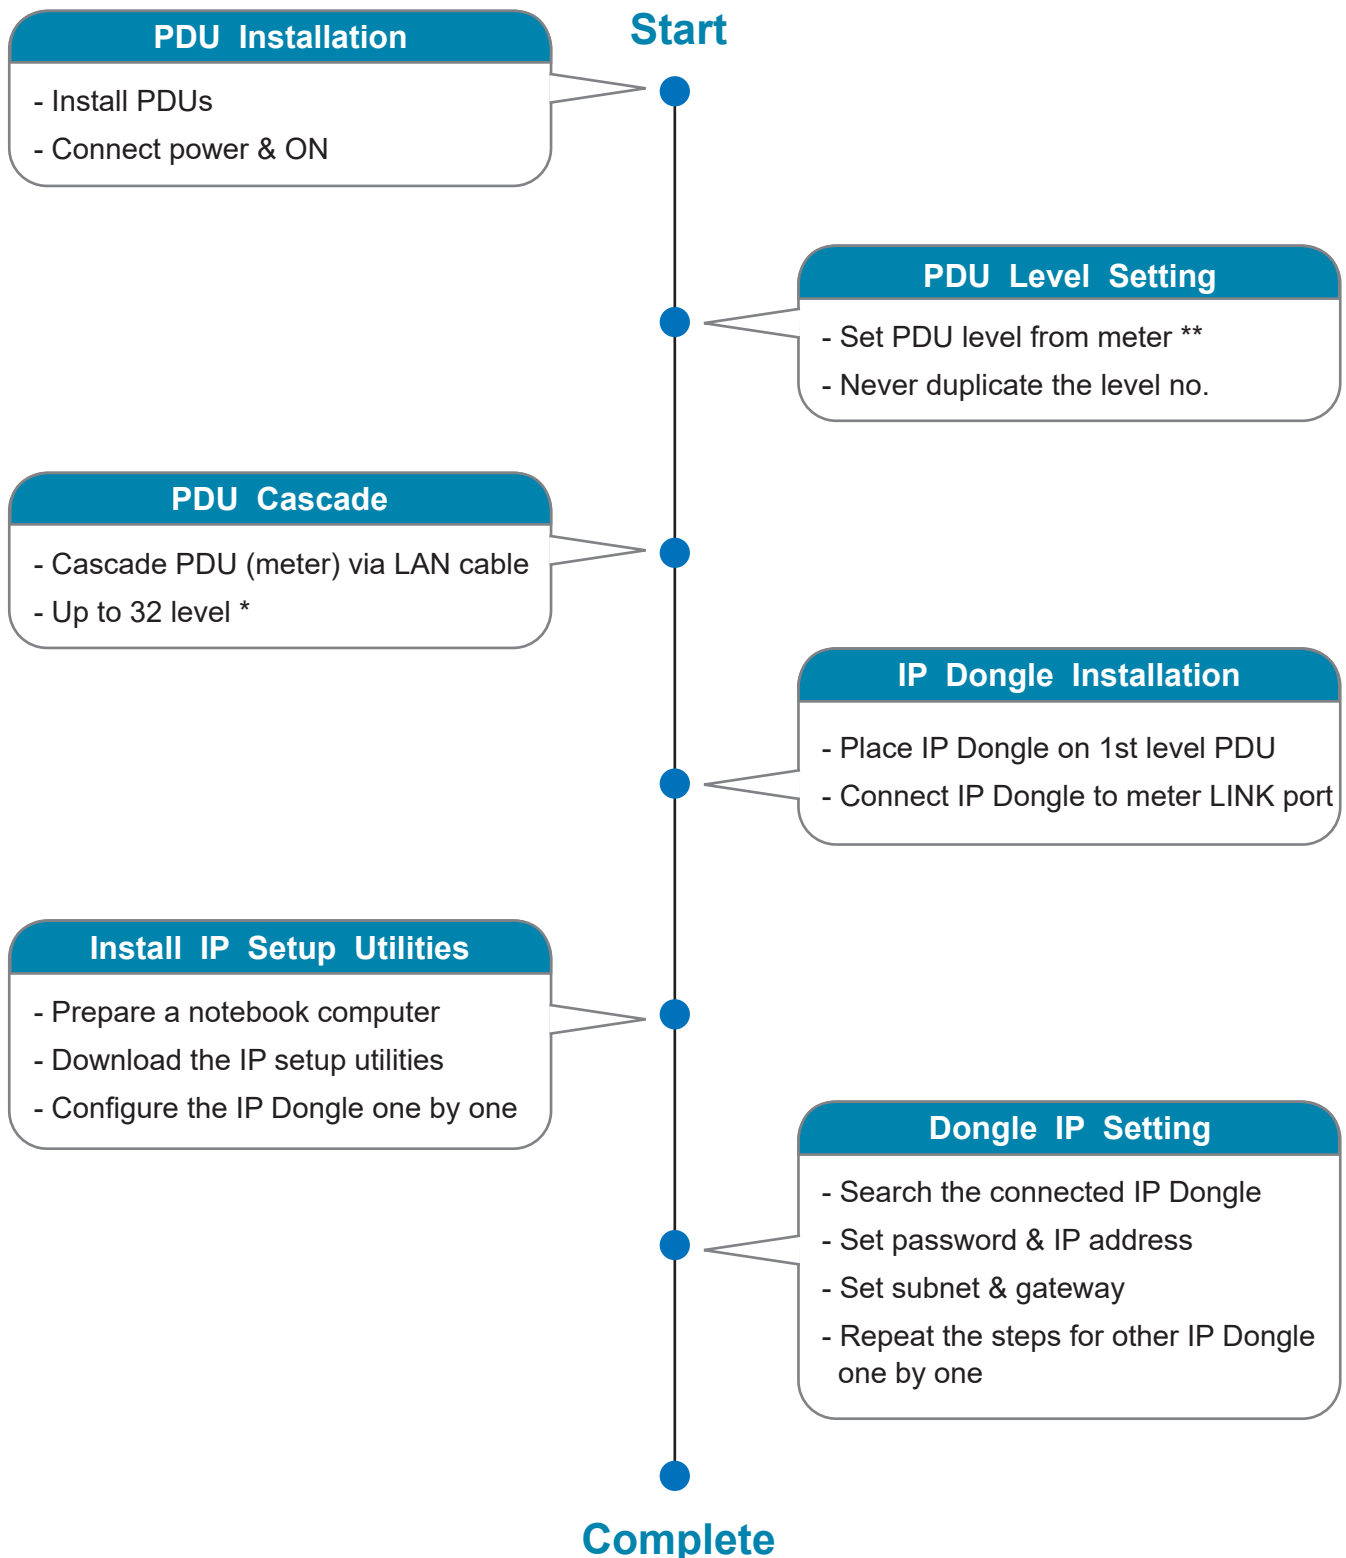 Start
PDU Installation
- Install PDUs
- Connect power & ON
PDU Level Setting
- Set PDU level from meter **
- Never duplicate the level no.
PDU Cascade
- Cascade PDU (meter) via LAN cable
- Up to 32 level *
IP Dongle Installation
- Place IP Dongle on 1st level PDU
- Connect IP Dongle to meter LINK port
Install IP Setup Utilities
- Prepare a notebook computer
- Download the IP setup utilities
- Configure the IP Dongle one by one
Dongle IP Setting
- Search the connected IP Dongle
- Set password & IP address
- Set subnet & gateway
- Repeat the steps for other IP Dongle
one by one
Complete